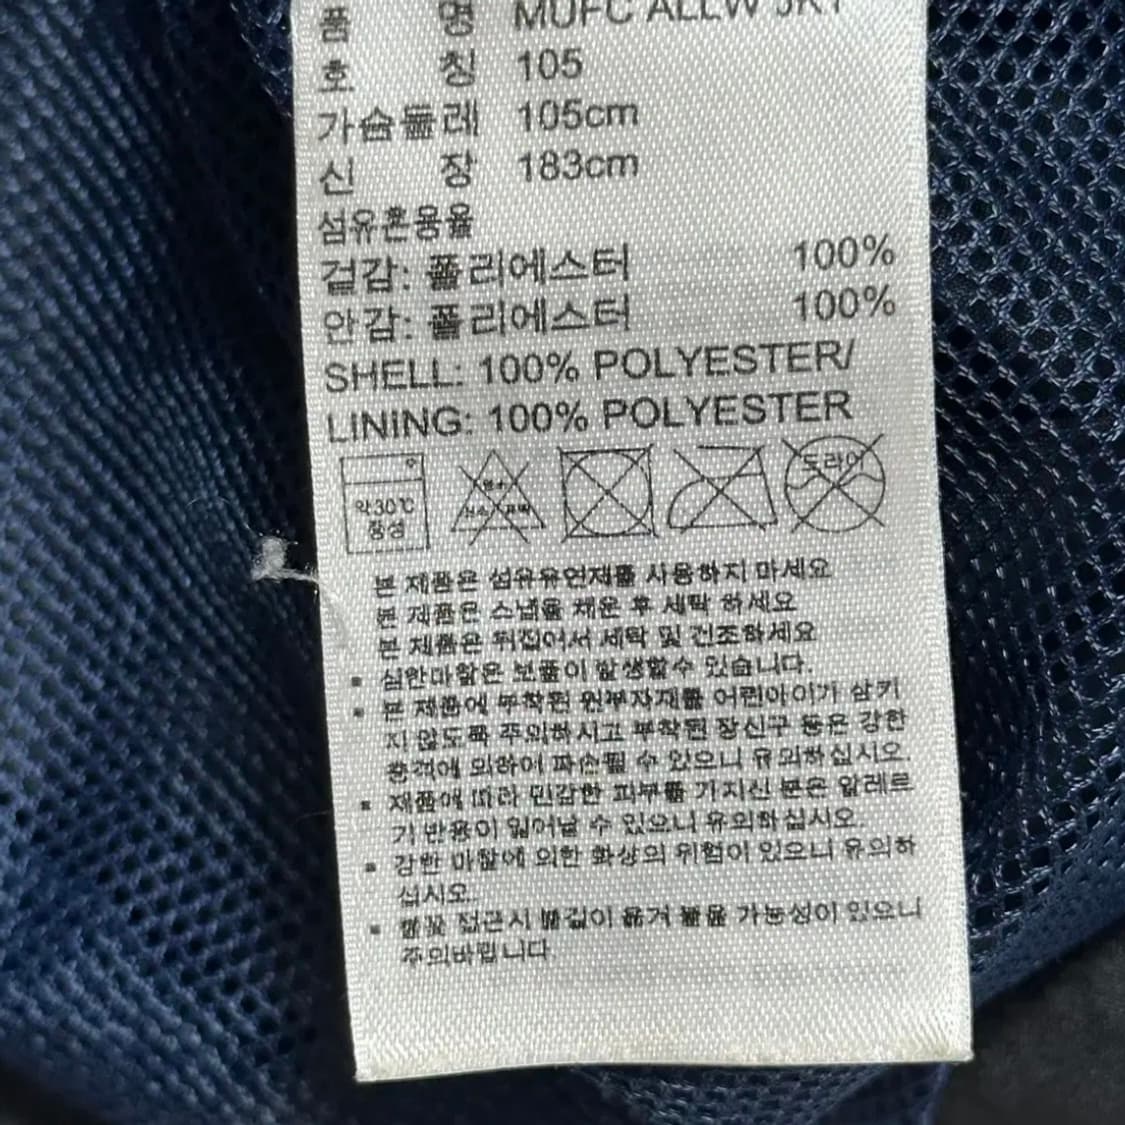 품 명 MUFC ALLW JKT
호 칭 105
가슴둘레 105cm
신 장 183cm
섬유혼용율
겉감: 폴리에스터 100%
안감: 폴리에스터 100%
SHELL: 100% POLYESTER/
LINING: 100% POLYESTER
약30℃
중성
드라이
본 제품은 섬유유연제를 사용하지 마세요
본 제품은 스냅을 채운 후 세탁 하세요
본 제품은 뒤집어서 세탁 및 건조하세요
▪ 심한마찰은 보풀이 발생할수 있습니다.
▪ 본 제품에 부착된 원부자재를 어린아이가 삼키
지 않도록 주의하시고 부착된 장신구 등은 강한
충격에 의하여 파손될 수 있으니 유의하십시오.
▪ 제품에 따라 민감한 피부를 가지신 분은 알레르
기 반응이 일어날 수 있으니 유의하십시오.
▪ 강한 마찰에 의한 화상의 위험이 있으니 유의하
십시오.
▪ 불꽃 접근시 불길이 옮겨 붙을 가능성이 있으니
주의바랍니다